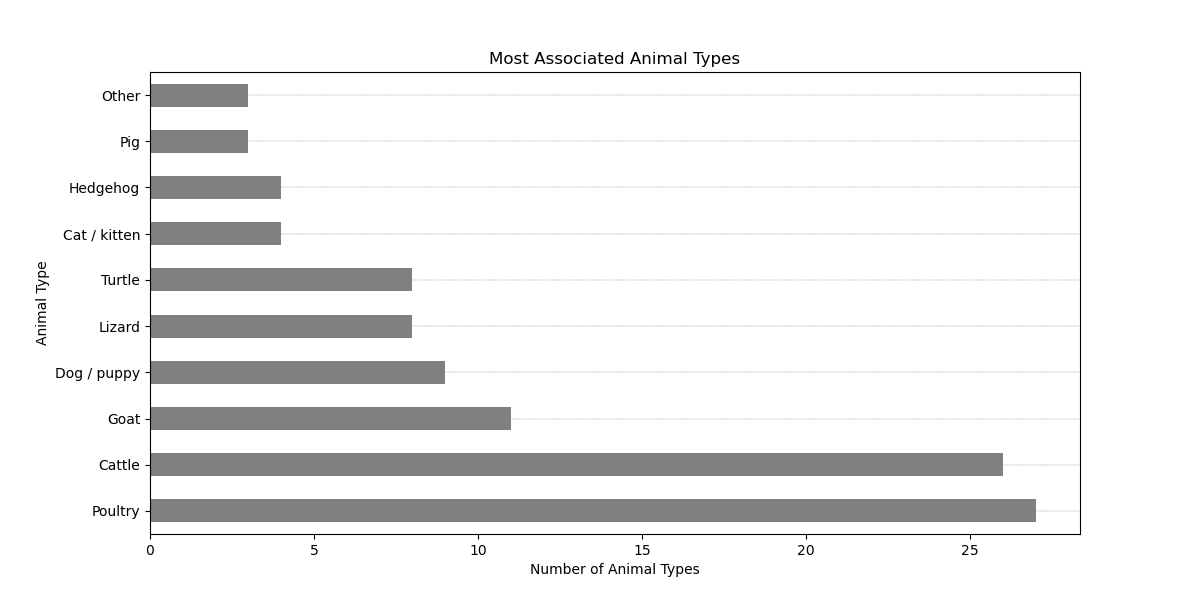 Most Associated Animal Types
Other
Pig
Hedgehog
Cat / kitten
Turtle
Lizard
Dog / puppy
Goat
Cattle
Poultry
Animal Type
0 5 10 15 20 25
Number of Animal Types